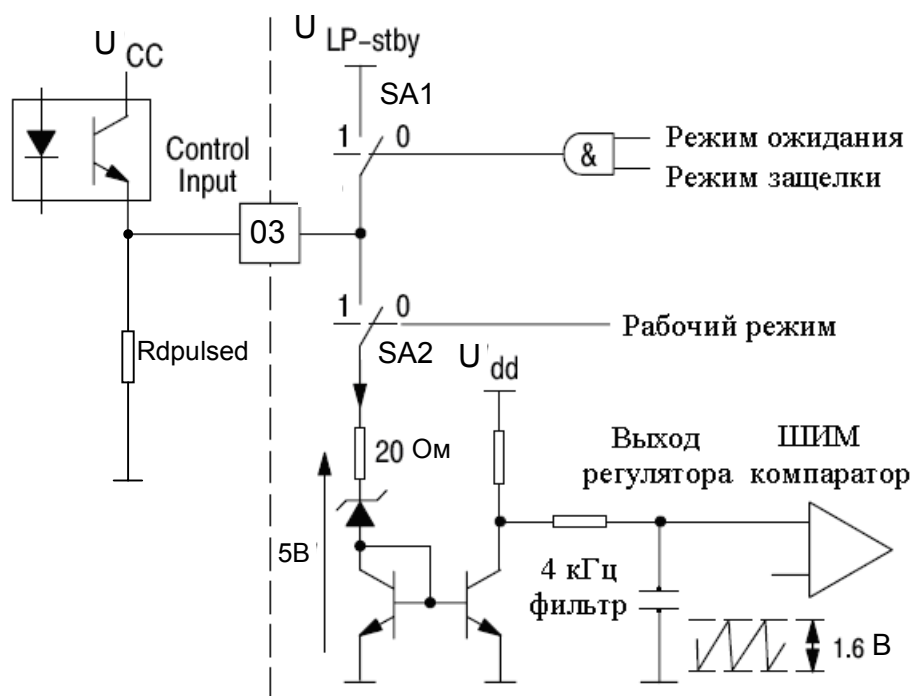 U CC
U LP-stby
SA1
1 0
&
Режим ожидания
Режим защелки
Control
Input
03
1 0
Рабочий режим
SA2
Rdpulsed
U dd
20 Ом
5В
Выход
регулятора
ШИМ
компаратор
4 кГц
фильтр
1.6 В